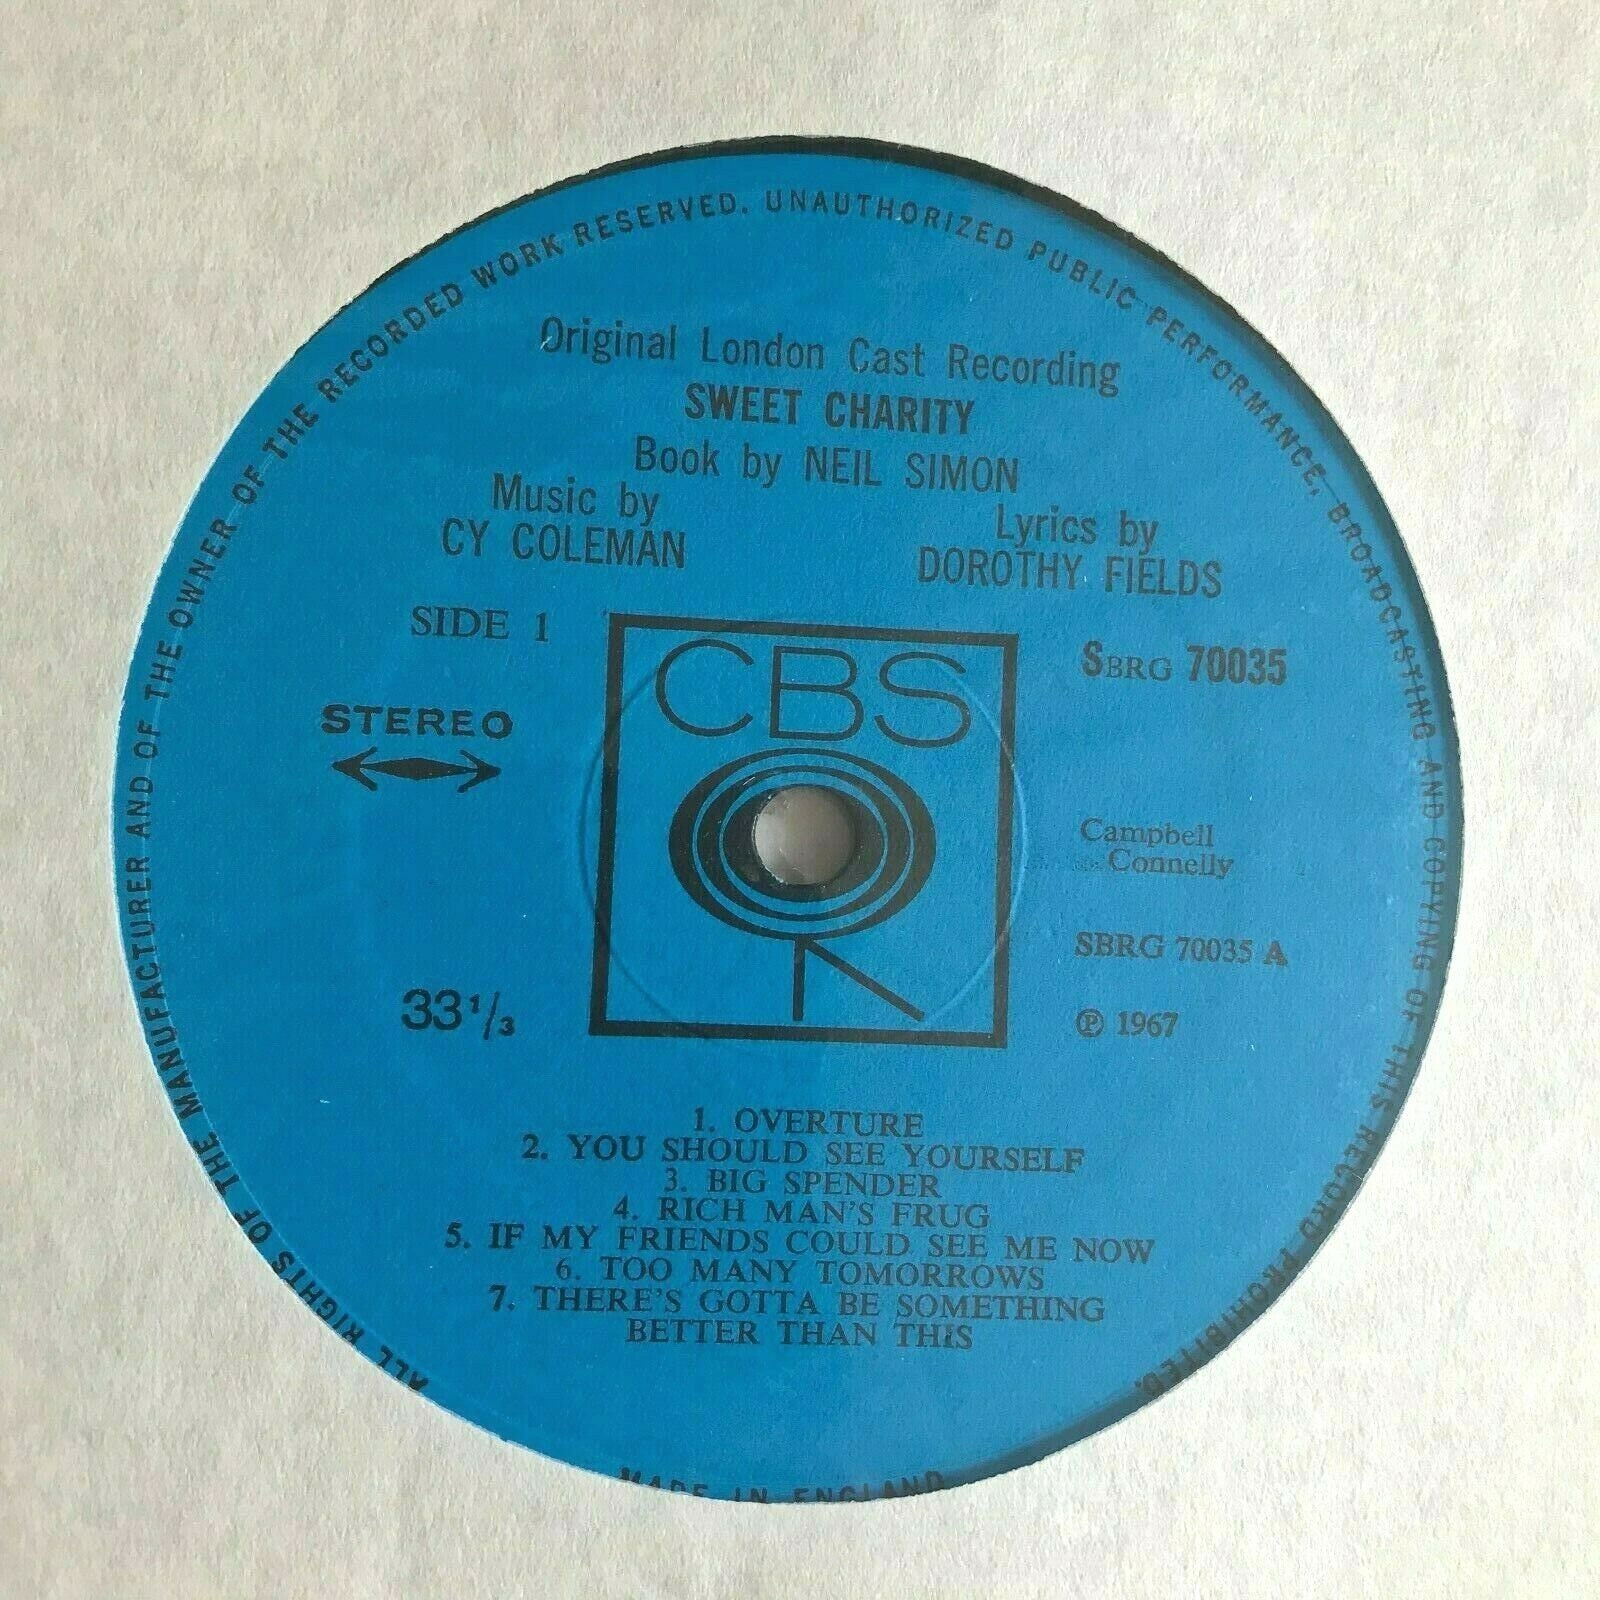 ALL RIGHTS OF THE MANUFACTURER AND OF THE OWNER OF THE RECORDED WORK RESERVED. UNAUTHORIZED PUBLIC PERFORMANCE, BROADCASTING AND COPYING OF THIS RECORD PROHIBITED.
Original London Cast Recording
SWEET CHARITY
Book by NEIL SIMON
Music by
CY COLEMAN
Lyrics by
DOROTHY FIELDS
SIDE 1
CBS
SBRG 70035
STEREO
Campbell
Connelly
SBRG 70035 A
33 1/3
℗ 1967
1. OVERTURE
2. YOU SHOULD SEE YOURSELF
3. BIG SPENDER
4. RICH MAN'S FRUG
5. IF MY FRIENDS COULD SEE ME NOW
6. TOO MANY TOMORROWS
7. THERE'S GOTTA BE SOMETHING
BETTER THAN THIS
MADE IN ENGLAND